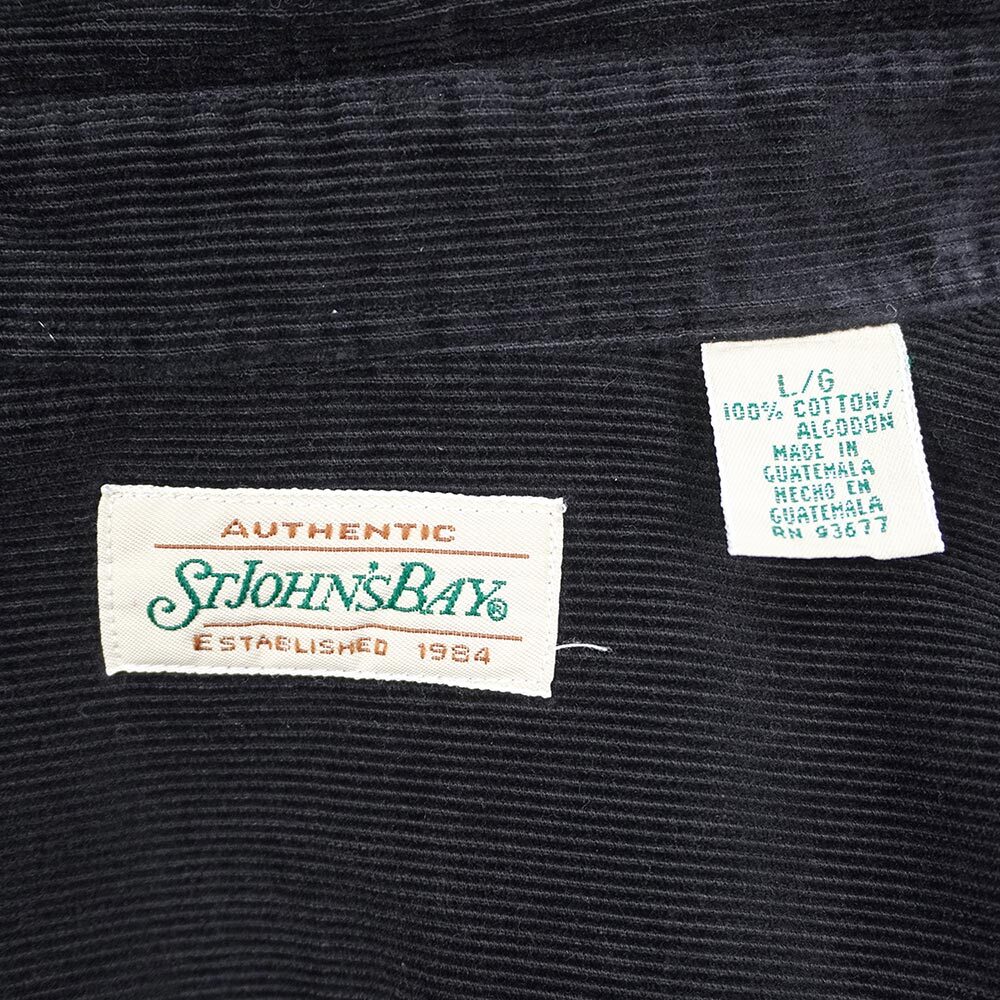 AUTHENTIC
ST JOHN'S BAY®
ESTABLISHED 1984
L/G
100% COTTON/
ALGODON
MADE IN
GUATEMALA
HECHO EN
GUATEMALA
RN 93677